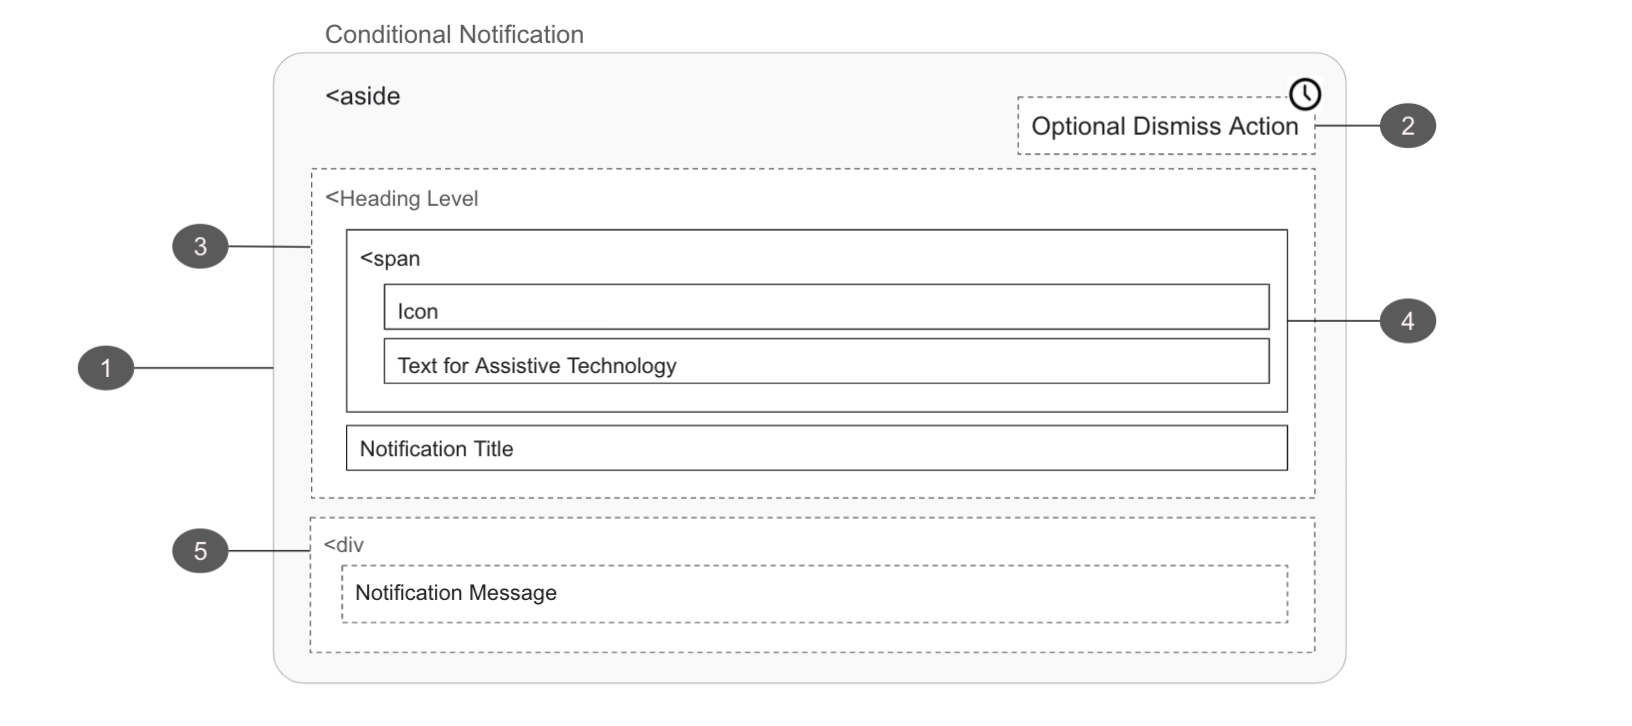 Conditional Notification
<aside
Optional Dismiss Action
2
<Heading Level
3
<span
Icon
4
Text for Assistive Technology
1
Notification Title
5
<div
Notification Message